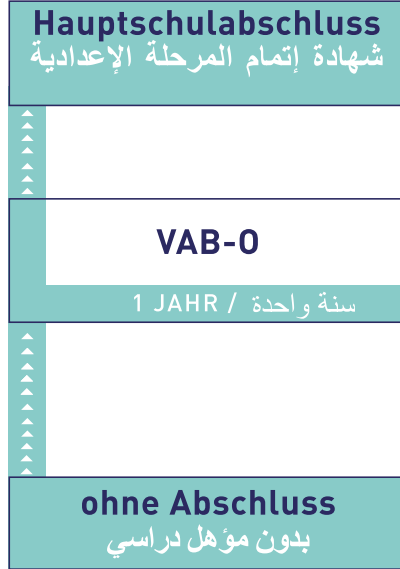 Hauptschulabschluss
شهادة إتمام المرحلة الإعدادية
VAB-O
1 JAHR / سنة واحدة
ohne Abschluss
بدون مؤهل دراسي